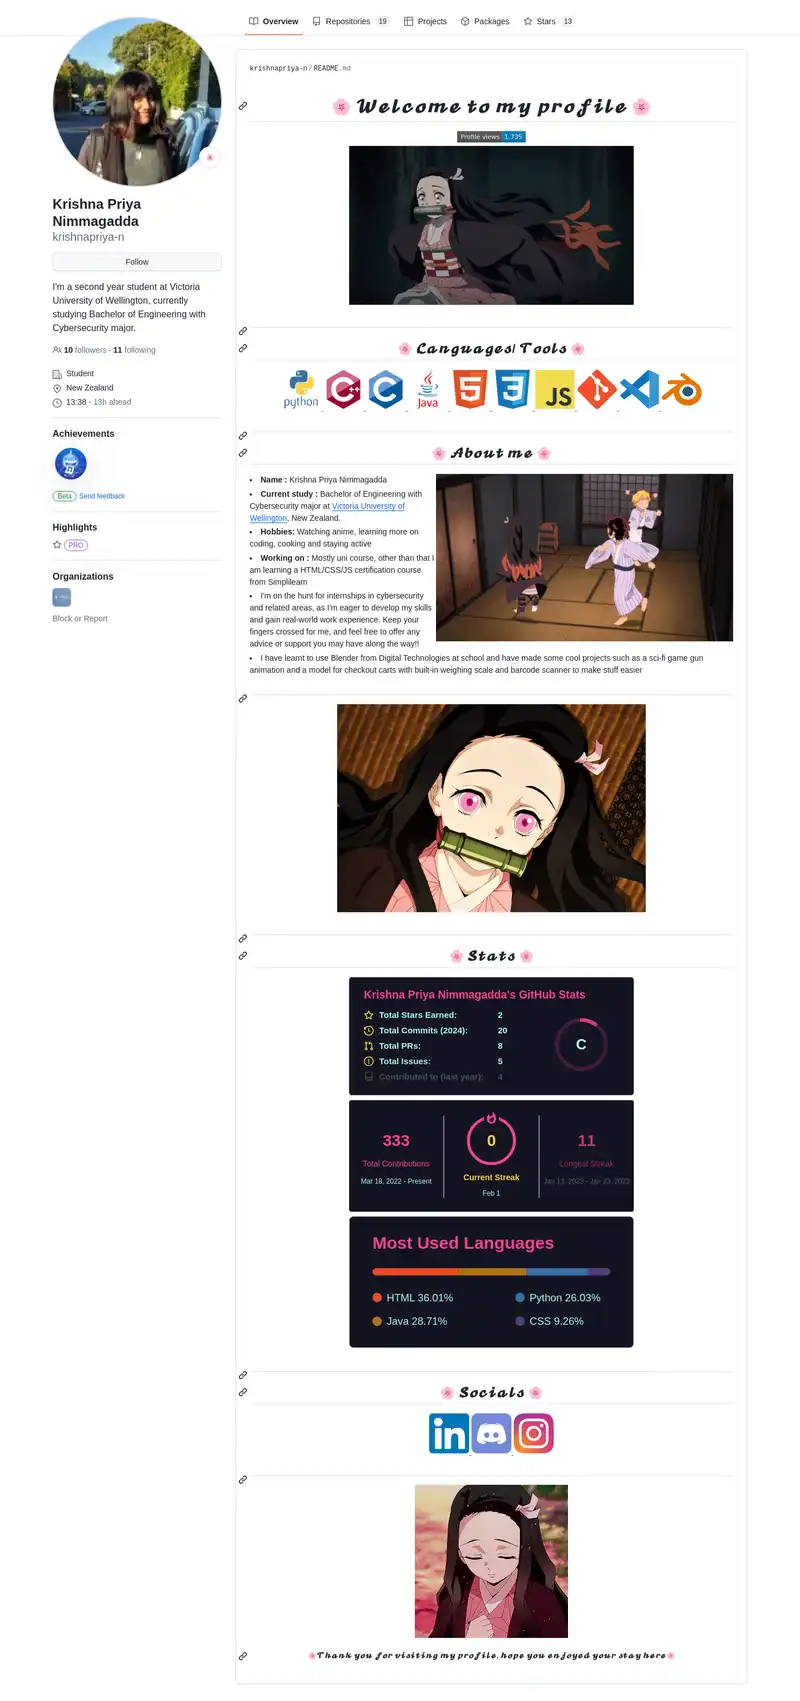 Overview
Repositories 19
Projects
Packages
Stars 13
Krishna Priya
Nimmagadda
krishnapriya-n
Follow
I'm a second year student at Victoria
University of Wellington, currently
studying Bachelor of Engineering with
Cybersecurity major.
10 followers · 11 following
Student
New Zealand
13:38 - 13h ahead
Achievements
Beta Send feedback
Highlights
PRO
Organizations
Block or Report
krishnapriya-n/README.md
🌸 Welcome to my profile 🌸
Profile views 1,735
🌸 Languages/Tools 🌸
python
C++
C
Java
5
3
JS
🌸 About me 🌸
• Name : Krishna Priya Nimmagadda
• Current study : Bachelor of Engineering with
Cybersecurity major at Victoria University of
Wellington, New Zealand.
• Hobbies: Watching anime, learning more on
coding, cooking and staying active
• Working on : Mostly uni course, other than that I
am learning a HTML/CSS/JS certification course
from Simplilearn
• I'm on the hunt for internships in cybersecurity
and related areas, as I'm eager to develop my skills
and gain real-world work experience. Keep your
fingers crossed for me, and feel free to offer any
advice or support you may have along the way!!
• I have learnt to use Blender from Digital Technologies at school and have made some cool projects such as a sci-fi game gun
animation and a model for checkout carts with built-in weighing scale and barcode scanner to make stuff easier
🌸 Stats 🌸
Krishna Priya Nimmagadda's GitHub Stats
Total Stars Earned: 2
Total Commits (2024): 20
Total PRs: 8
Total Issues: 5
Contributed to (last year): 4
C
333
Total Contributions
Mar 18, 2022 - Present
0
Current Streak
Feb 1
11
Longest Streak
Jan 13, 2023 - Jan 23, 2023
Most Used Languages
HTML 36.01%
Python 26.03%
Java 28.71%
CSS 9.26%
🌸 Socials 🌸
in
🌸Thank you for visiting my profile, hope you enjoyed your stay here🌸